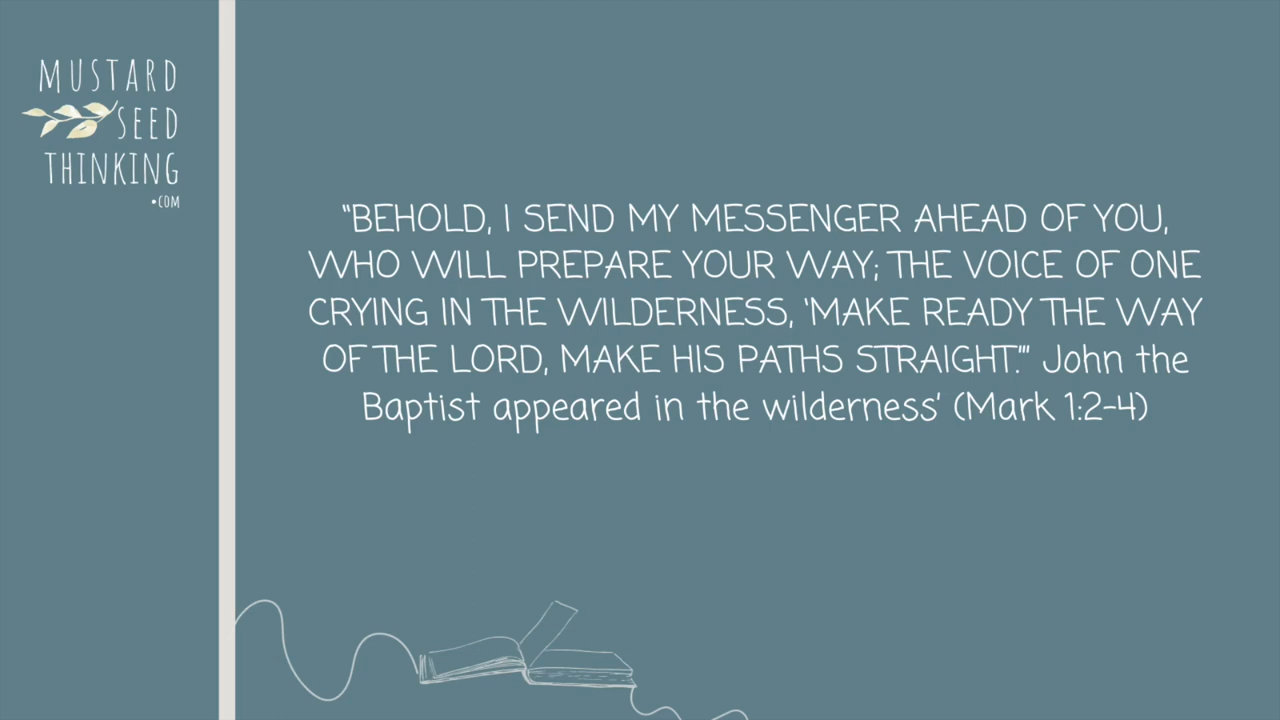 MUSTARD
SEED
THINKING
.COM
"BEHOLD, I SEND MY MESSENGER AHEAD OF YOU,
WHO WILL PREPARE YOUR WAY; THE VOICE OF ONE
CRYING IN THE WILDERNESS, 'MAKE READY THE WAY
OF THE LORD, MAKE HIS PATHS STRAIGHT.'" John the
Baptist appeared in the wilderness' (Mark 1:2-4)